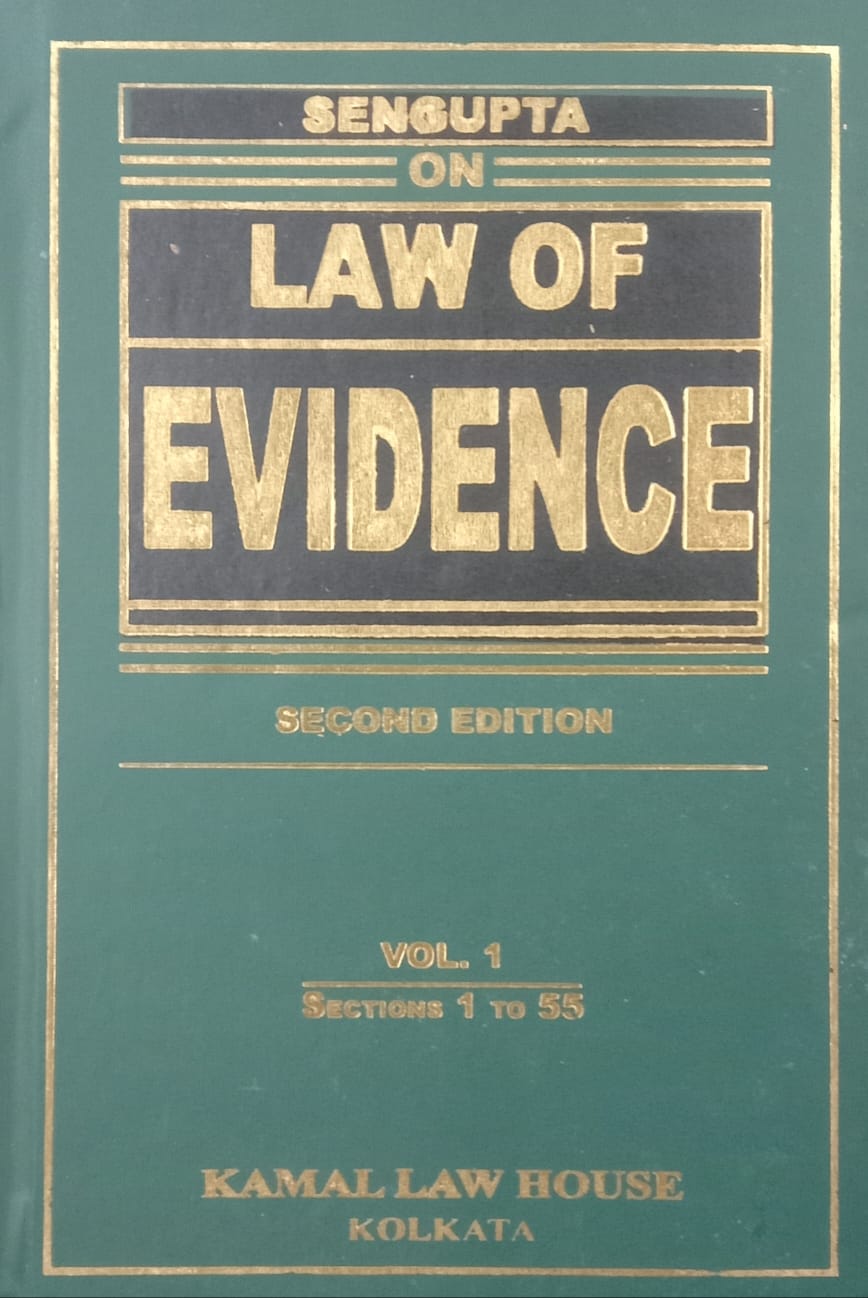 SENGUPTA
ON
LAW OF
EVIDENCE
SECOND EDITION
VOL. 1
SECTIONS 1 TO 55
KAMAL LAW HOUSE
KOLKATA